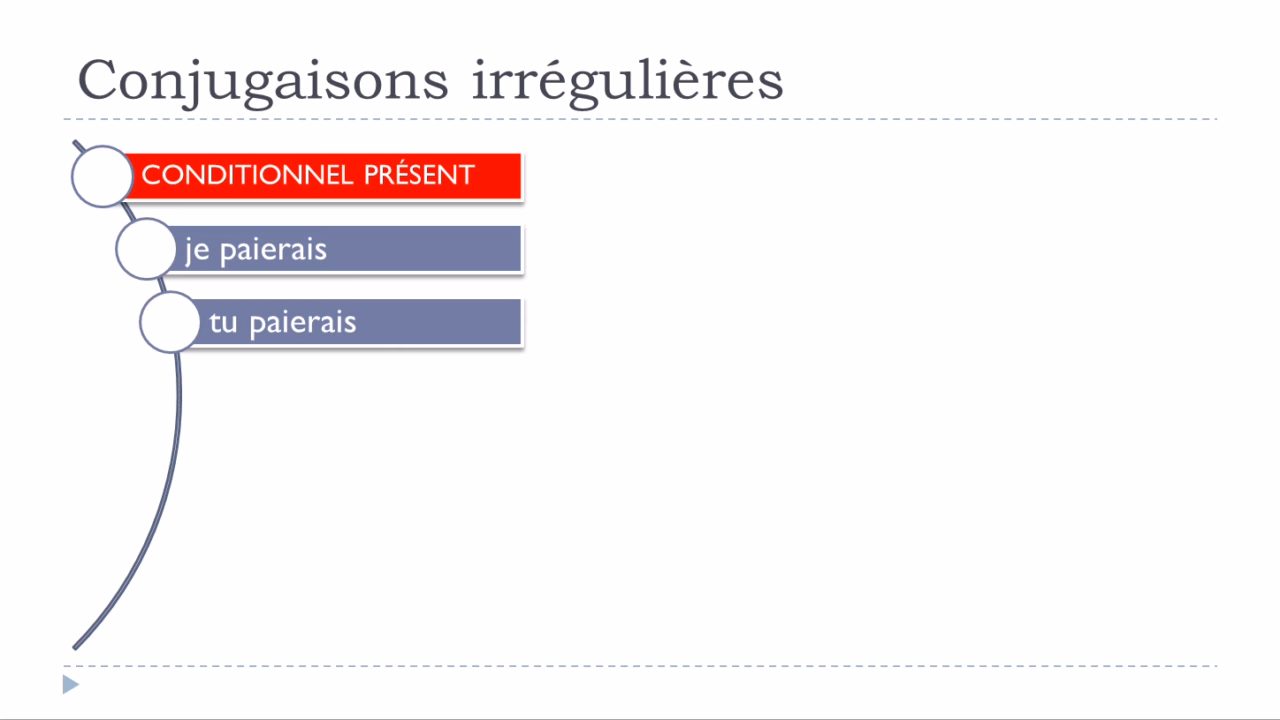 Conjugaisons irrégulières
CONDITIONNEL PRÉSENT
je paierais
tu paierais